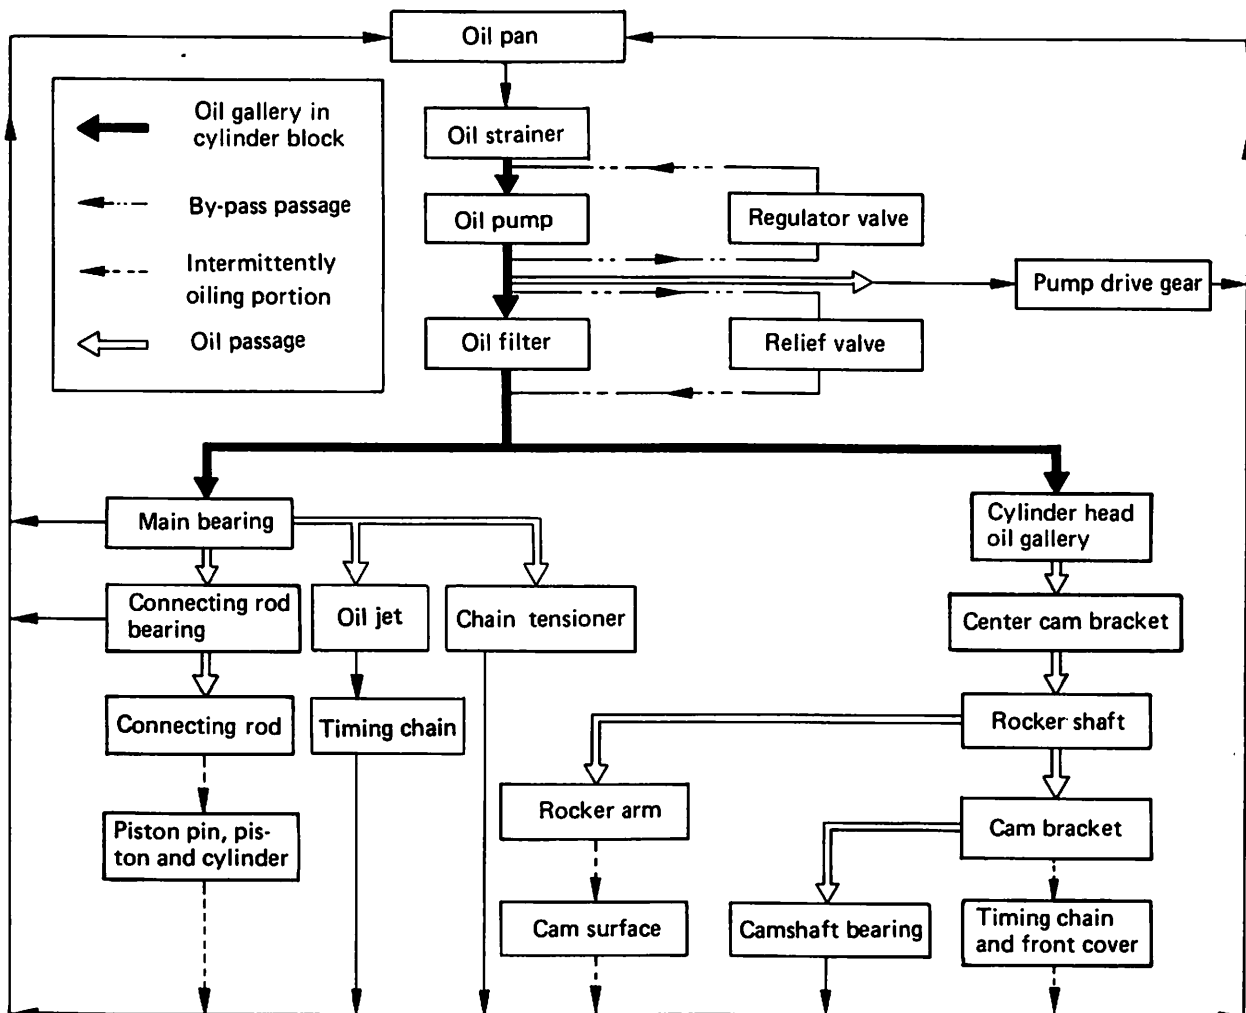 Oil pan
Oil gallery in
cylinder block
By-pass passage
Intermittently
oiling portion
Oil passage
Oil strainer
Oil pump
Regulator valve
Pump drive gear
Oil filter
Relief valve
Main bearing
Cylinder head
oil gallery
Connecting rod
bearing
Oil jet
Chain tensioner
Center cam bracket
Connecting rod
Timing chain
Rocker shaft
Rocker arm
Cam bracket
Piston pin, pis-
ton and cylinder
Cam surface
Camshaft bearing
Timing chain
and front cover